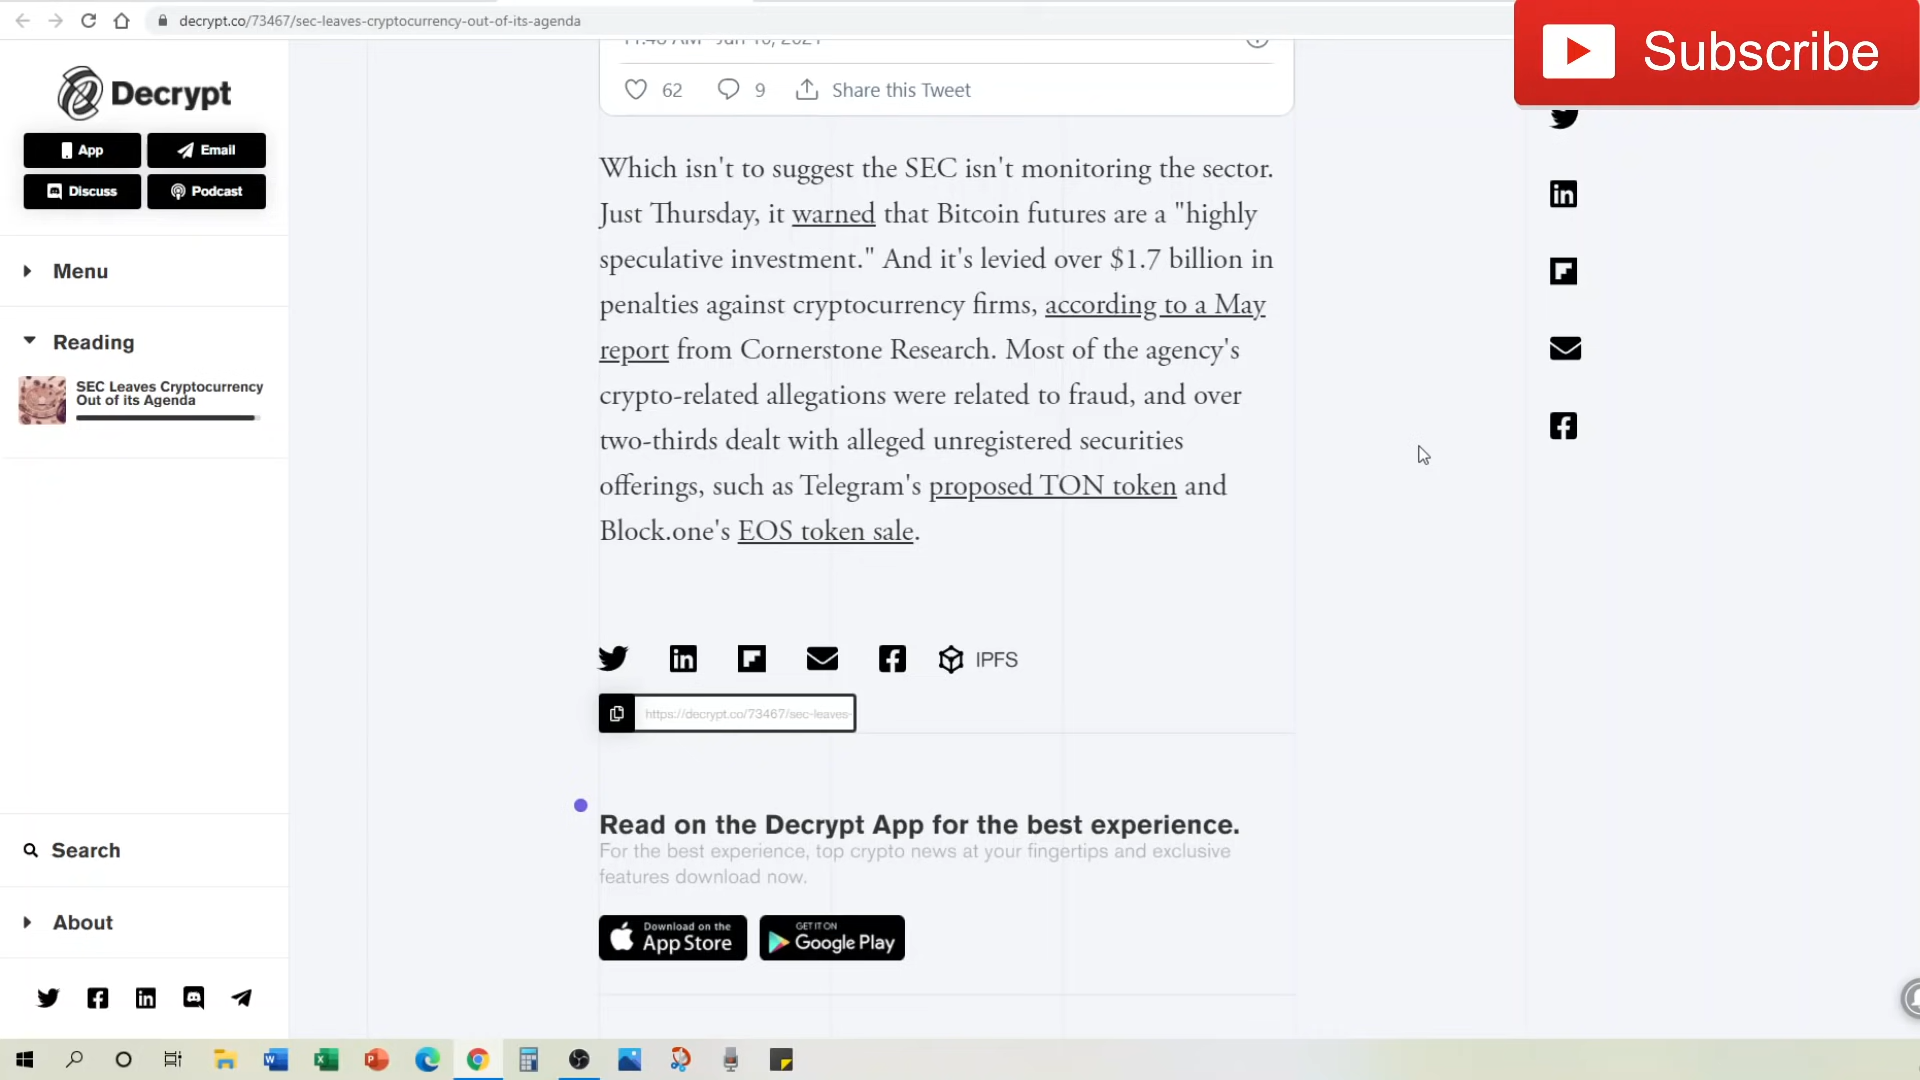 decrypt.co/73467/sec-leaves-cryptocurrency-out-of-its-agenda
Subscribe
Decrypt
App
Email
Discuss
Podcast
Menu
Reading
SEC Leaves Cryptocurrency
Out of its Agenda
Search
About
11:48 AM · Jun 10, 2021
62
9
Share this Tweet
Which isn't to suggest the SEC isn't monitoring the sector.
Just Thursday, it warned that Bitcoin futures are a "highly
speculative investment." And it's levied over $1.7 billion in
penalties against cryptocurrency firms, according to a May
report from Cornerstone Research. Most of the agency's
crypto-related allegations were related to fraud, and over
two-thirds dealt with alleged unregistered securities
offerings, such as Telegram's proposed TON token and
Block.one's EOS token sale.
IPFS
https://decrypt.co/73467/sec-leaves-
Read on the Decrypt App for the best experience.
For the best experience, top crypto news at your fingertips and exclusive
features download now.
Download on the
App Store
GET IT ON
Google Play